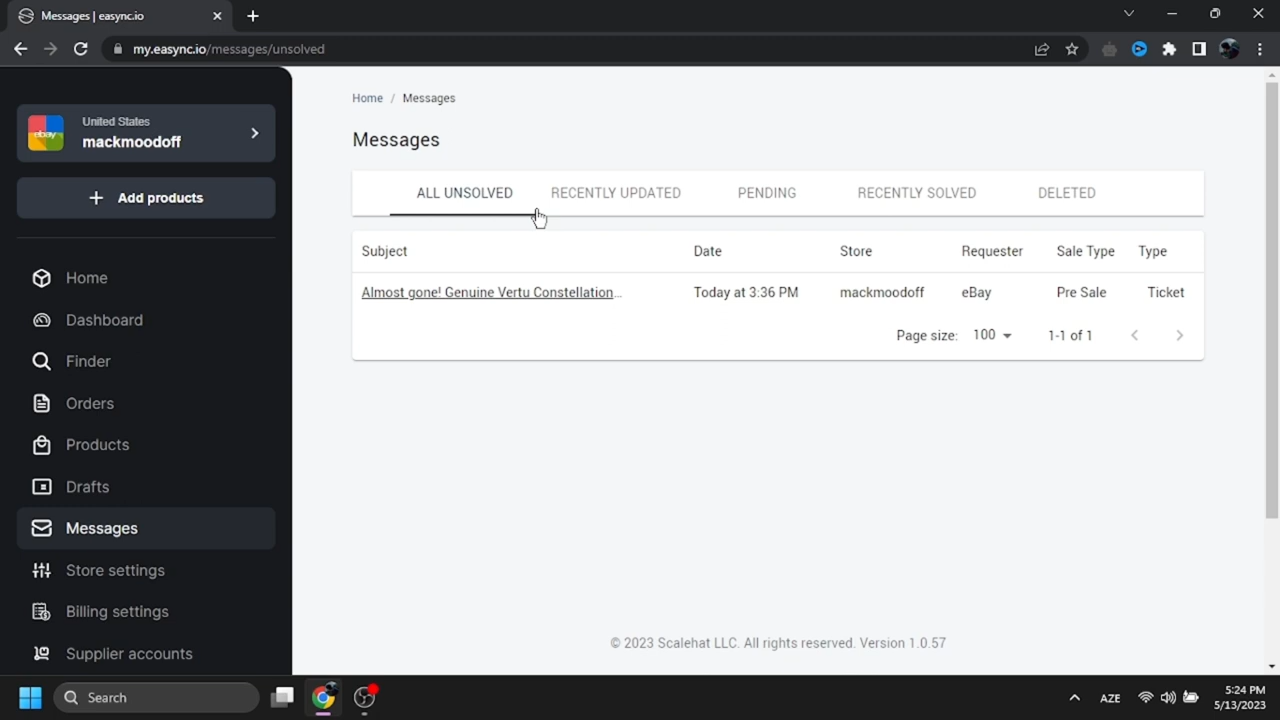 Messages | easync.io
my.easync.io/messages/unsolved
ebay
United States
mackmoodoff
Add products
Home
Dashboard
Finder
Orders
Products
Drafts
Messages
Store settings
Billing settings
Supplier accounts
Home / Messages
Messages
ALL UNSOLVED RECENTLY UPDATED PENDING RECENTLY SOLVED DELETED
Subject Date Store Requester Sale Type Type
Almost gone! Genuine Vertu Constellation... Today at 3:36 PM mackmoodoff eBay Pre Sale Ticket
Page size: 100 1-1 of 1
© 2023 Scalehat LLC. All rights reserved. Version 1.0.57
Search
AZE
5:24 PM
5/13/2023